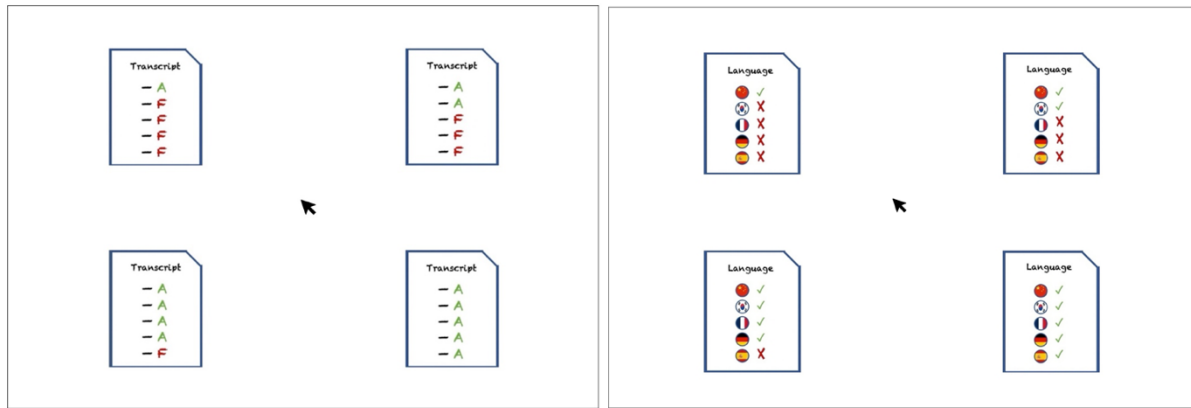 Transcript
– A
– F
– F
– F
– F
Transcript
– A
– A
– F
– F
– F
Transcript
– A
– A
– A
– A
– F
Transcript
– A
– A
– A
– A
– A
Language
✓
X
X
X
X
Language
✓
✓
X
X
X
Language
✓
✓
✓
✓
X
Language
✓
✓
✓
✓
✓